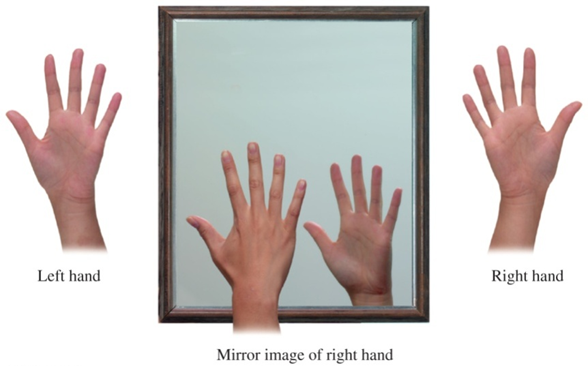 Left hand
Right hand
Mirror image of right hand